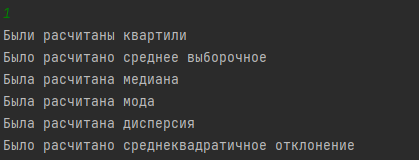 1
Были расчитаны квартили
Было расчитано среднее выборочное
Была расчитана медиана
Была расчитана мода
Была расчитана дисперсия
Было расчитано среднеквадратичное отклонение